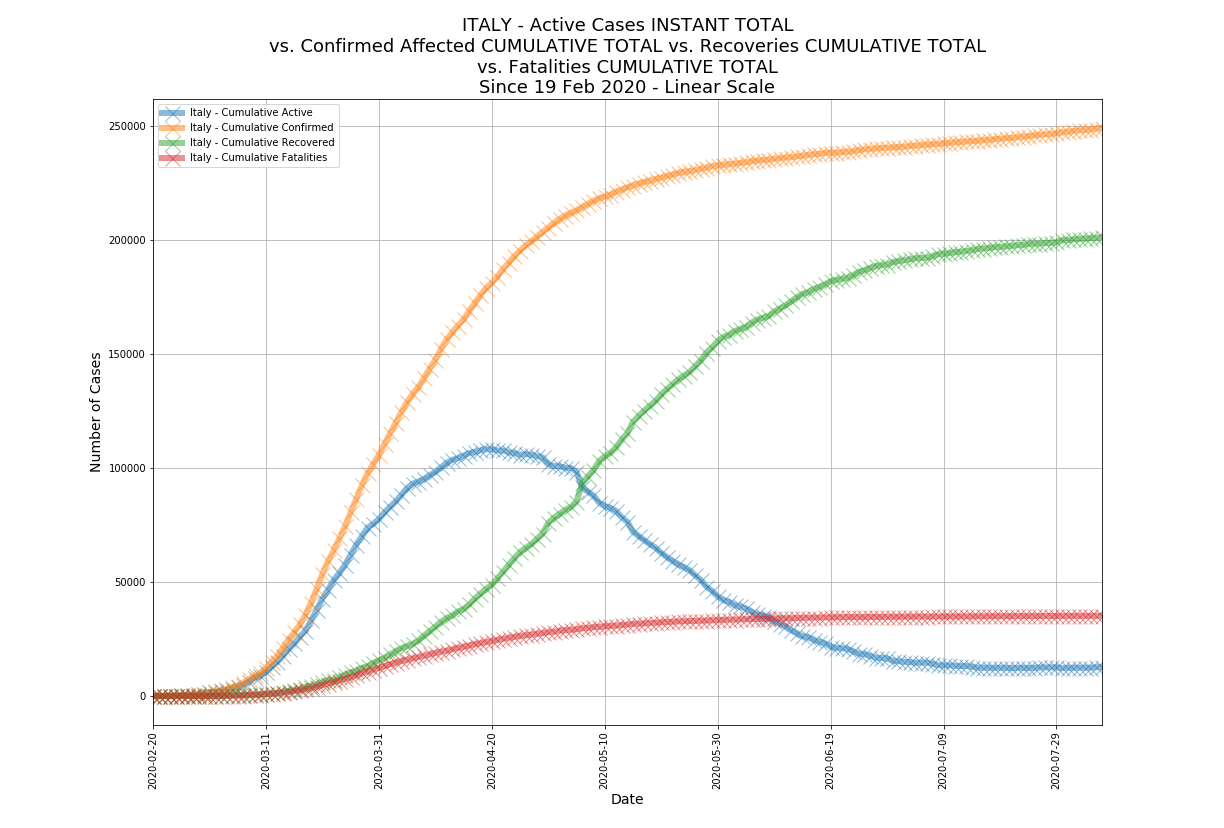 ITALY - Active Cases INSTANT TOTAL
vs. Confirmed Affected CUMULATIVE TOTAL vs. Recoveries CUMULATIVE TOTAL
vs. Fatalities CUMULATIVE TOTAL
Since 19 Feb 2020 - Linear Scale
Italy - Cumulative Active
Italy - Cumulative Confirmed
Italy - Cumulative Recovered
Italy - Cumulative Fatalities
250000
200000
150000
100000
50000
0
Number of Cases
2020-02-20
2020-03-11
2020-03-31
2020-04-20
2020-05-10
2020-05-30
2020-06-19
2020-07-09
2020-07-29
Date